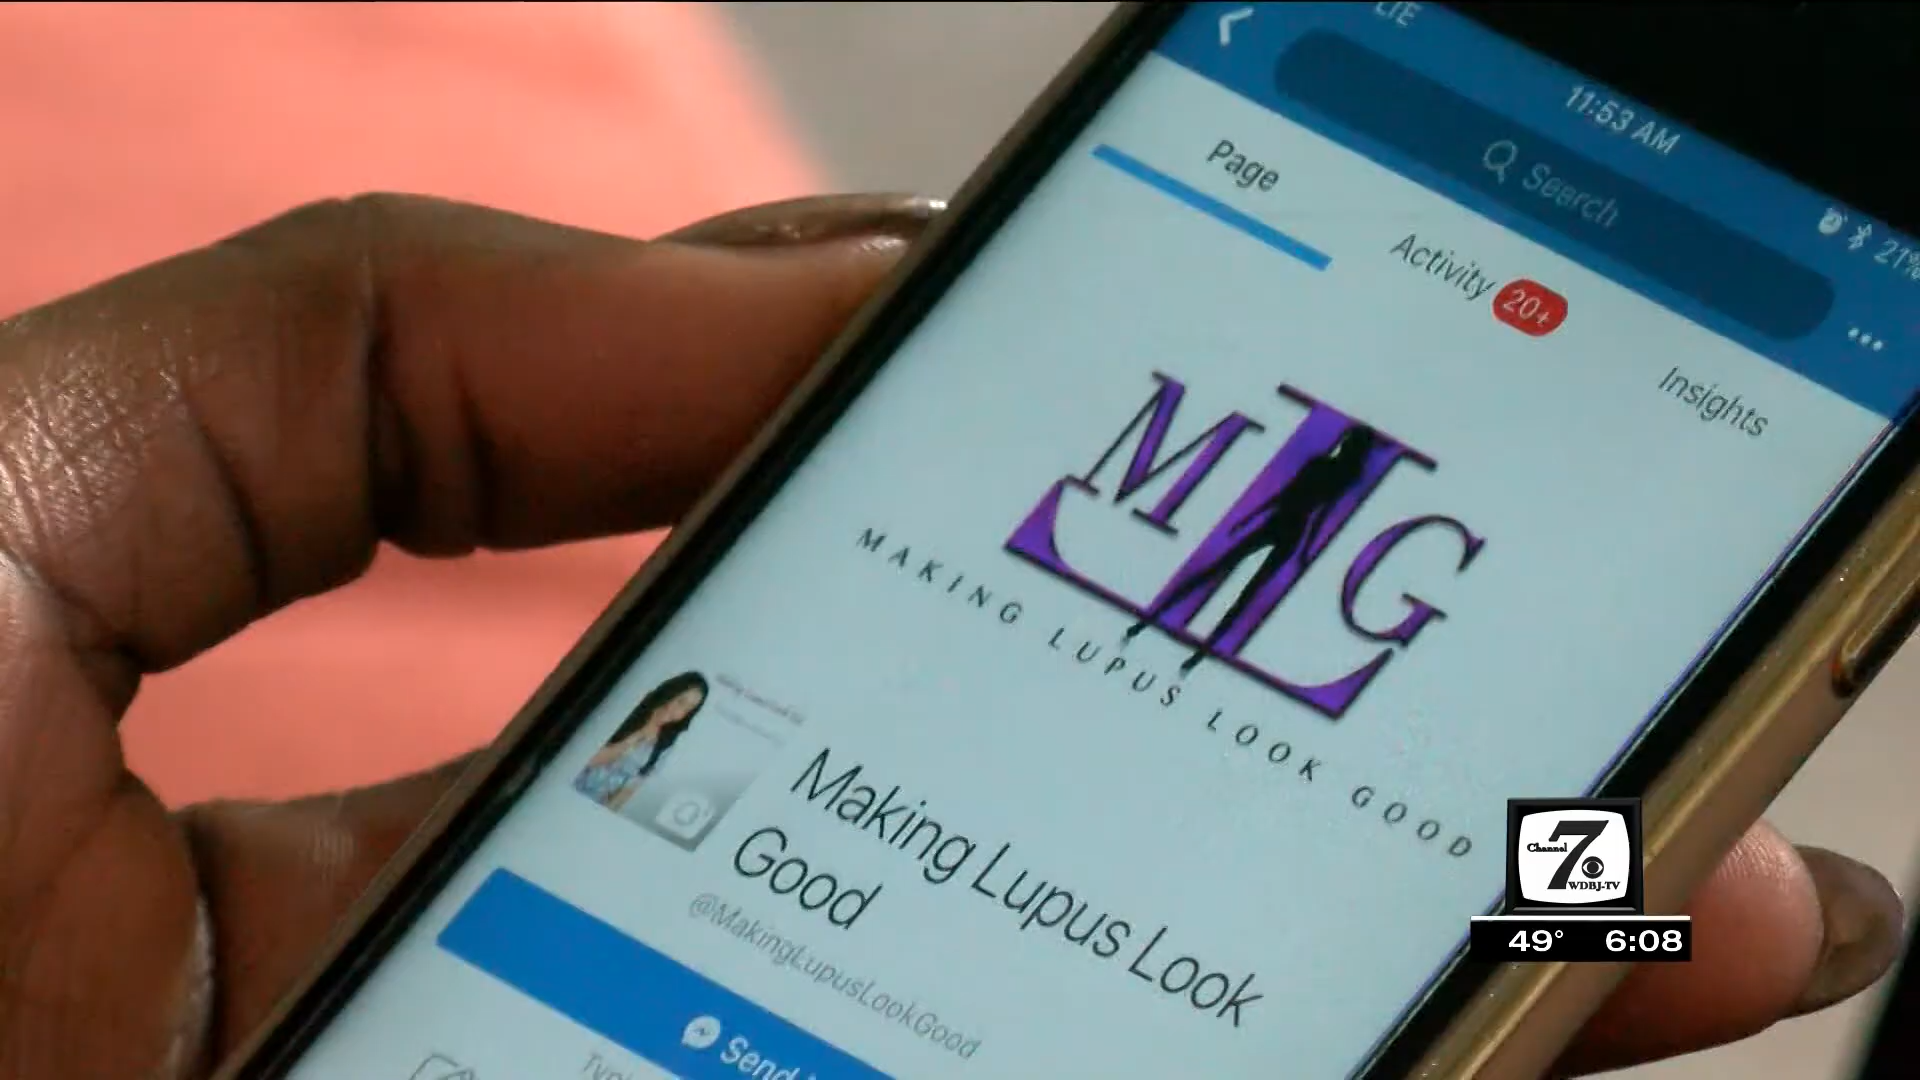 LTE
11:53 AM
21%
Search
Page
Activity 20+
Insights
M L G
MAKING LUPUS LOOK GOOD
Making Lupus Look
Good
@MakingLupusLookGood
Send
Channel 7
WDBJ-TV
49° 6:08